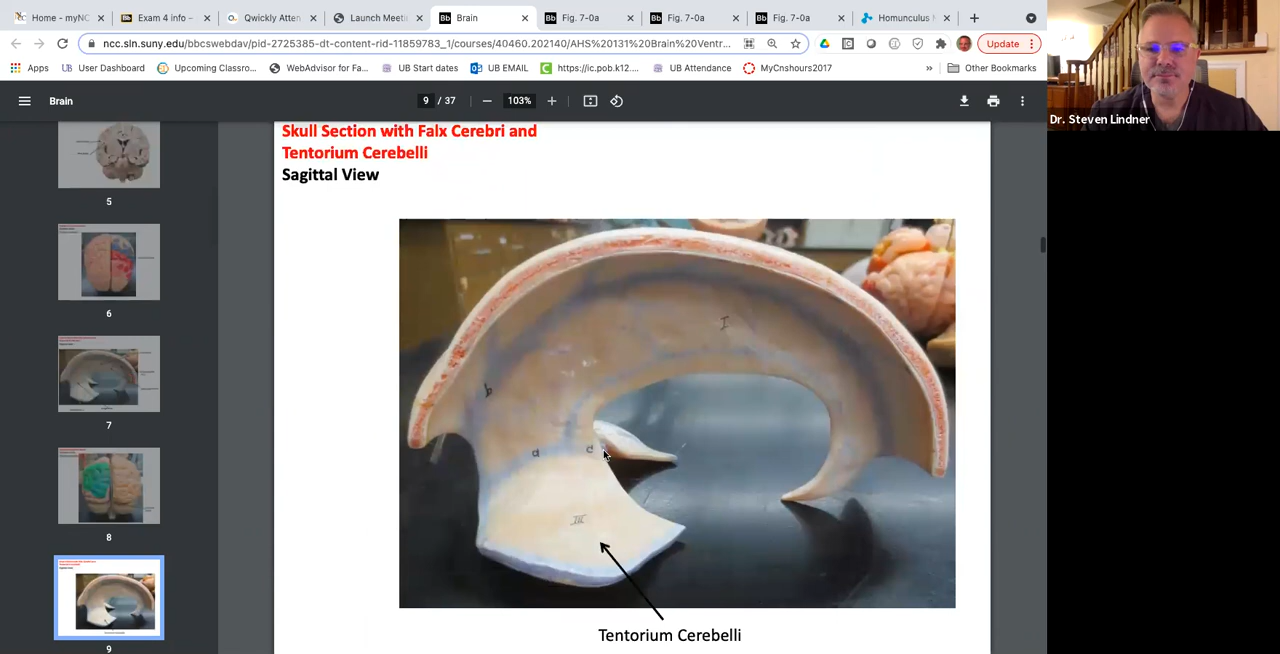 Home - myNC
Exam 4 info –
Qwickly Atten
Launch Meeti
Brain
Fig. 7-0a
Fig. 7-0a
Fig. 7-0a
Homunculus
ncc.sln.suny.edu/bbcswebdav/pid-2725385-dt-content-rid-11859783_1/courses/40460.202140/AHS%20131%20Brain%20Ventr...
Update
Apps
User Dashboard
Upcoming Classro...
WebAdvisor for Fa...
UB Start dates
UB EMAIL
https://ic.pob.k12....
UB Attendance
MyCnshours2017
»
Other Bookmarks
Brain
9 / 37
103%
Dr. Steven Lindner
5
6
7
8
9
Skull Section with Falx Cerebri and
Tentorium Cerebelli
Sagittal View
I
b
a
c
III
Tentorium Cerebelli